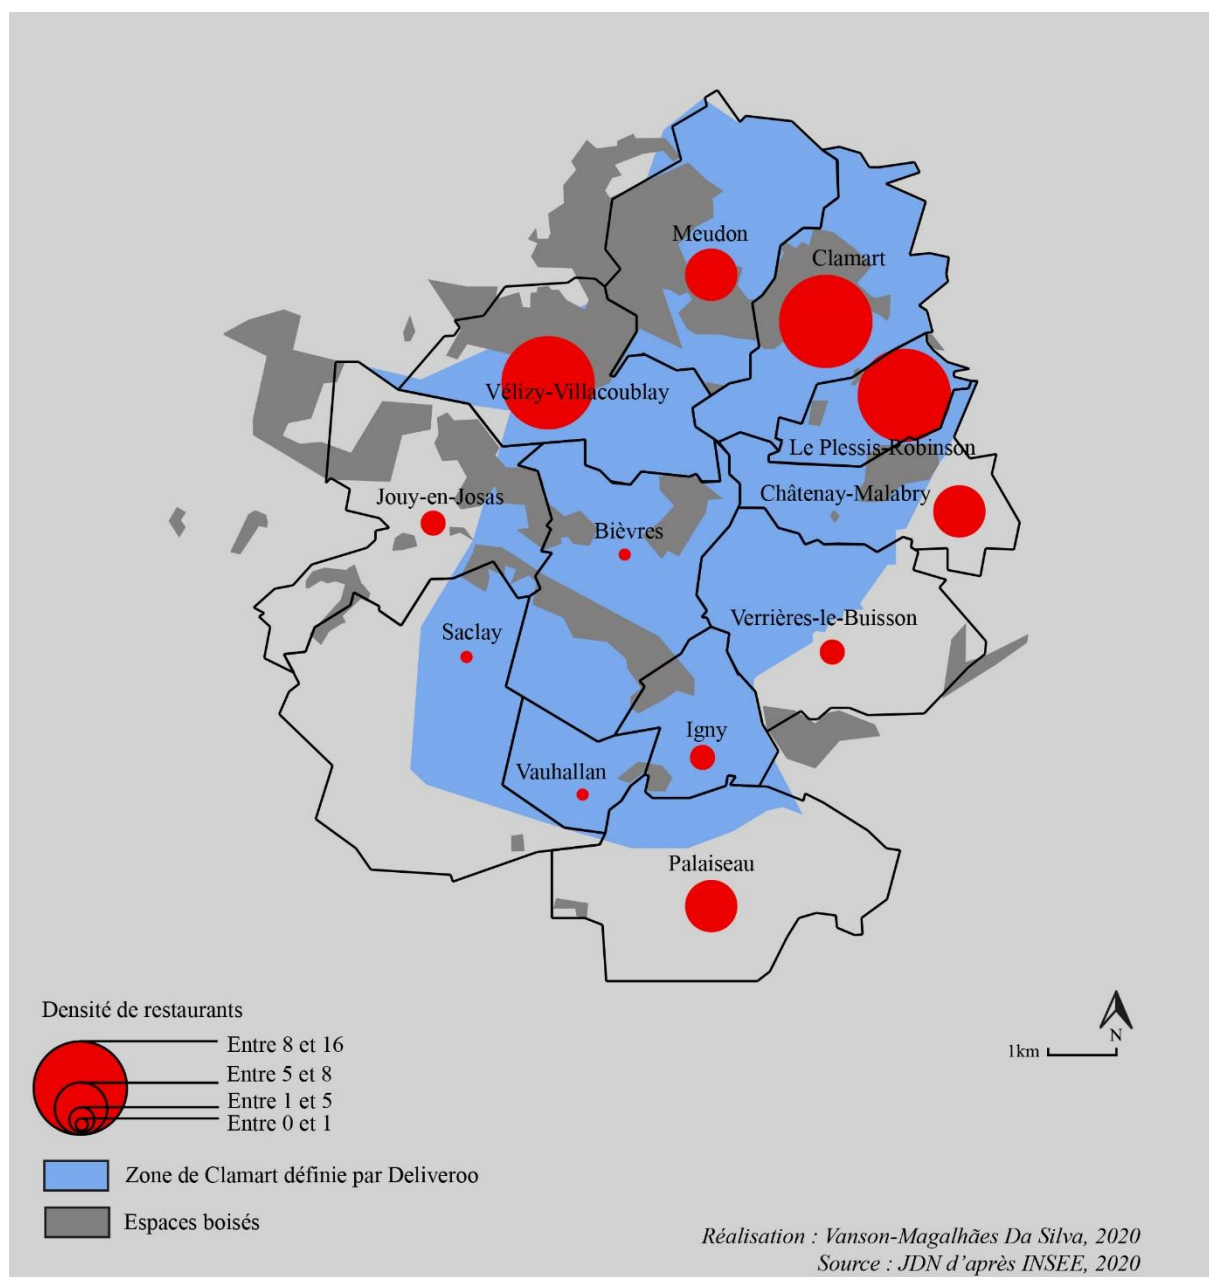 Meudon
Clamart
Vélizy-Villacoublay
Le Plessis-Robinson
Châtenay-Malabry
Jouy-en-Josas
Bièvres
Verrières-le-Buisson
Saclay
Igny
Vauhallan
Palaiseau
Densité de restaurants
Entre 8 et 16
Entre 5 et 8
Entre 1 et 5
Entre 0 et 1
N
1km
Zone de Clamart définie par Deliveroo
Espaces boisés
Réalisation : Vanson-Magalhães Da Silva, 2020
Source : JDN d'après INSEE, 2020